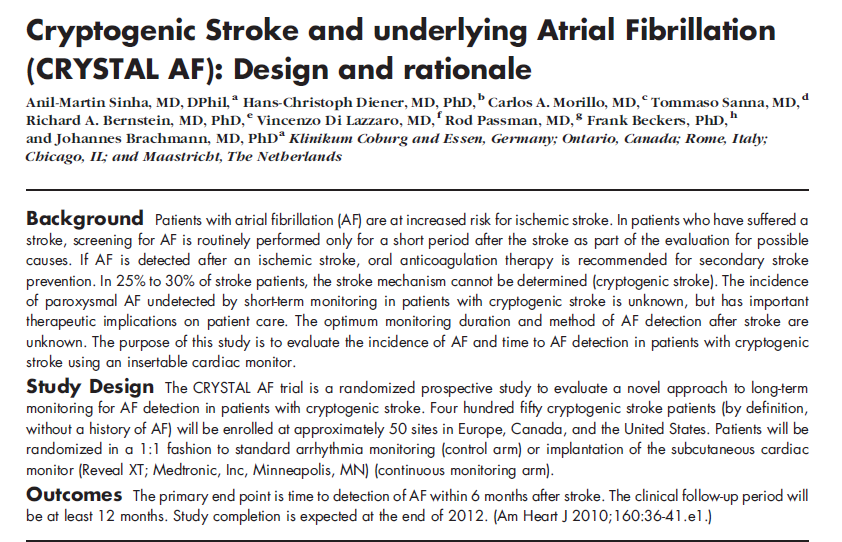 Cryptogenic Stroke and underlying Atrial Fibrillation
(CRYSTAL AF): Design and rationale
Anil-Martin Sinha, MD, DPhil,a Hans-Christoph Diener, MD, PhD,b Carlos A. Morillo, MD,c Tommaso Sanna, MD,d
Richard A. Bernstein, MD, PhD,e Vincenzo Di Lazzaro, MD,f Rod Passman, MD,g Frank Beckers, PhD,h
and Johannes Brachmann, MD, PhDa Klinikum Coburg and Essen, Germany; Ontario, Canada; Rome, Italy;
Chicago, IL; and Maastricht, The Netherlands
Background Patients with atrial fibrillation (AF) are at increased risk for ischemic stroke. In patients who have suffered a
stroke, screening for AF is routinely performed only for a short period after the stroke as part of the evaluation for possible
causes. If AF is detected after an ischemic stroke, oral anticoagulation therapy is recommended for secondary stroke
prevention. In 25% to 30% of stroke patients, the stroke mechanism cannot be determined (cryptogenic stroke). The incidence
of paroxysmal AF undetected by short-term monitoring in patients with cryptogenic stroke is unknown, but has important
therapeutic implications on patient care. The optimum monitoring duration and method of AF detection after stroke are
unknown. The purpose of this study is to evaluate the incidence of AF and time to AF detection in patients with cryptogenic
stroke using an insertable cardiac monitor.
Study Design The CRYSTAL AF trial is a randomized prospective study to evaluate a novel approach to long-term
monitoring for AF detection in patients with cryptogenic stroke. Four hundred fifty cryptogenic stroke patients (by definition,
without a history of AF) will be enrolled at approximately 50 sites in Europe, Canada, and the United States. Patients will be
randomized in a 1:1 fashion to standard arrhythmia monitoring (control arm) or implantation of the subcutaneous cardiac
monitor (Reveal XT; Medtronic, Inc, Minneapolis, MN) (continuous monitoring arm).
Outcomes The primary end point is time to detection of AF within 6 months after stroke. The clinical follow-up period will
be at least 12 months. Study completion is expected at the end of 2012. (Am Heart J 2010;160:36-41.e1.)